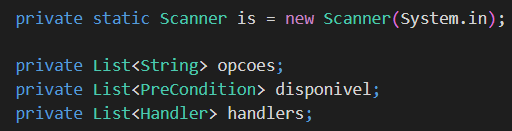 private static Scanner is = new Scanner(System.in);
private List<String> opcoes;
private List<PreCondition> disponivel;
private List<Handler> handlers;